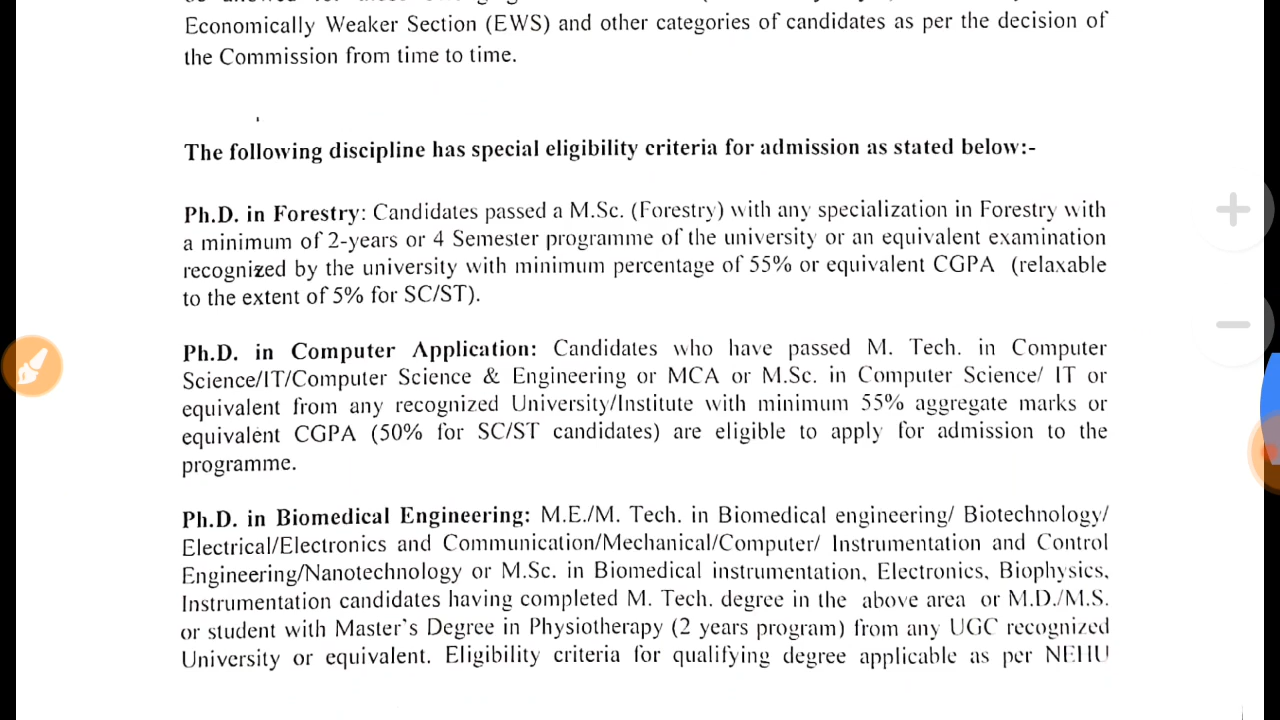 Economically Weaker Section (EWS) and other categories of candidates as per the decision of
the Commission from time to time.
The following discipline has special eligibility criteria for admission as stated below:-
Ph.D. in Forestry: Candidates passed a M.Sc. (Forestry) with any specialization in Forestry with
a minimum of 2-years or 4 Semester programme of the university or an equivalent examination
recognized by the university with minimum percentage of 55% or equivalent CGPA (relaxable
to the extent of 5% for SC/ST).
Ph.D. in Computer Application: Candidates who have passed M. Tech. in Computer
Science/IT/Computer Science & Engineering or MCA or M.Sc. in Computer Science/ IT or
equivalent from any recognized University/Institute with minimum 55% aggregate marks or
equivalent CGPA (50% for SC/ST candidates) are eligible to apply for admission to the
programme.
Ph.D. in Biomedical Engineering: M.E./M. Tech. in Biomedical engineering/ Biotechnology/
Electrical/Electronics and Communication/Mechanical/Computer/ Instrumentation and Control
Engineering/Nanotechnology or M.Sc. in Biomedical instrumentation, Electronics, Biophysics,
Instrumentation candidates having completed M. Tech. degree in the above area or M.D./M.S.
or student with Master`s Degree in Physiotherapy (2 years program) from any UGC recognized
University or equivalent. Eligibility criteria for qualifying degree applicable as per NEHU